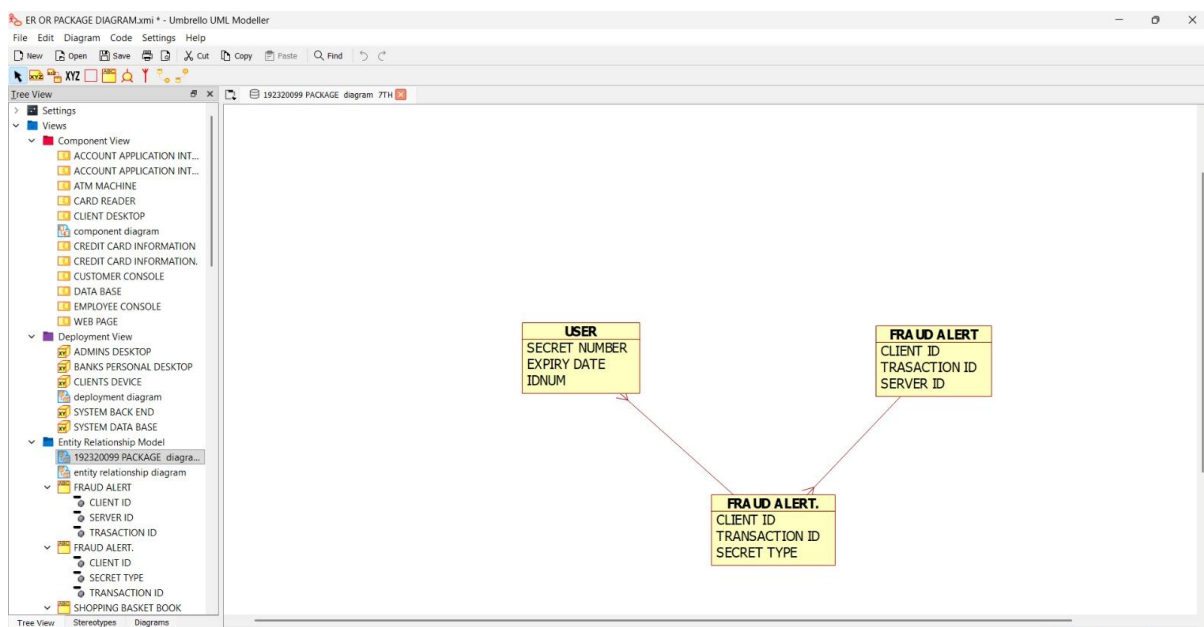 ER OR PACKAGE DIAGRAM.xmi * - Umbrello UML Modeller
File Edit Diagram Code Settings Help
New Open Save Cut Copy Paste Find
XYZ
Tree View
192320099 PACKAGE diagram 7TH
Settings
Views
Component View
ACCOUNT APPLICATION INT...
ACCOUNT APPLICATION INT...
ATM MACHINE
CARD READER
CLIENT DESKTOP
component diagram
CREDIT CARD INFORMATION
CREDIT CARD INFORMATION.
CUSTOMER CONSOLE
DATA BASE
EMPLOYEE CONSOLE
WEB PAGE
Deployment View
ADMINS DESKTOP
BANKS PERSONAL DESKTOP
CLIENTS DEVICE
deployment diagram
SYSTEM BACK END
SYSTEM DATA BASE
Entity Relationship Model
192320099 PACKAGE diagra...
entity relationship diagram
FRAUD ALERT
CLIENT ID
SERVER ID
TRASACTION ID
FRAUD ALERT.
CLIENT ID
SECRET TYPE
TRANSACTION ID
SHOPPING BASKET BOOK
Tree View Stereotypes Diagrams
USER
SECRET NUMBER
EXPIRY DATE
IDNUM
FRAUD ALERT
CLIENT ID
TRASACTION ID
SERVER ID
FRAUD ALERT.
CLIENT ID
TRANSACTION ID
SECRET TYPE